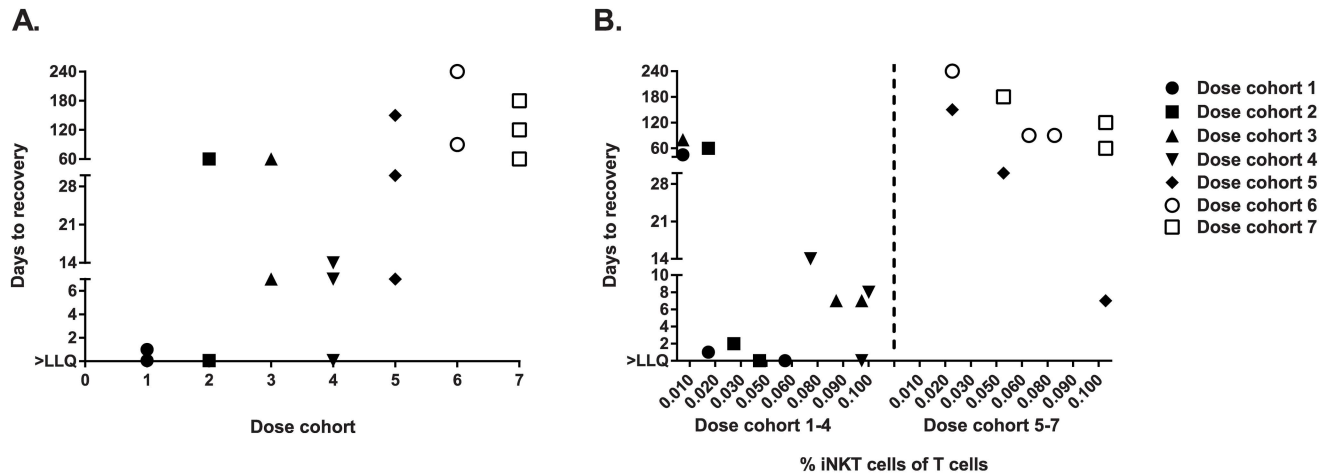 A.
B.
Days to recovery
240
180
120
60
28
21
14
6
4
2
>LLQ
0 1 2 3 4 5 6 7
Dose cohort
Days to recovery
240
180
120
60
28
21
14
10
8
6
4
2
>LLQ
0.010 0.020 0.030 0.050 0.060 0.080 0.090 0.100 0.010 0.020 0.030 0.050 0.060 0.080 0.090 0.100
Dose cohort 1-4 Dose cohort 5-7
% iNKT cells of T cells
Dose cohort 1
Dose cohort 2
Dose cohort 3
Dose cohort 4
Dose cohort 5
Dose cohort 6
Dose cohort 7